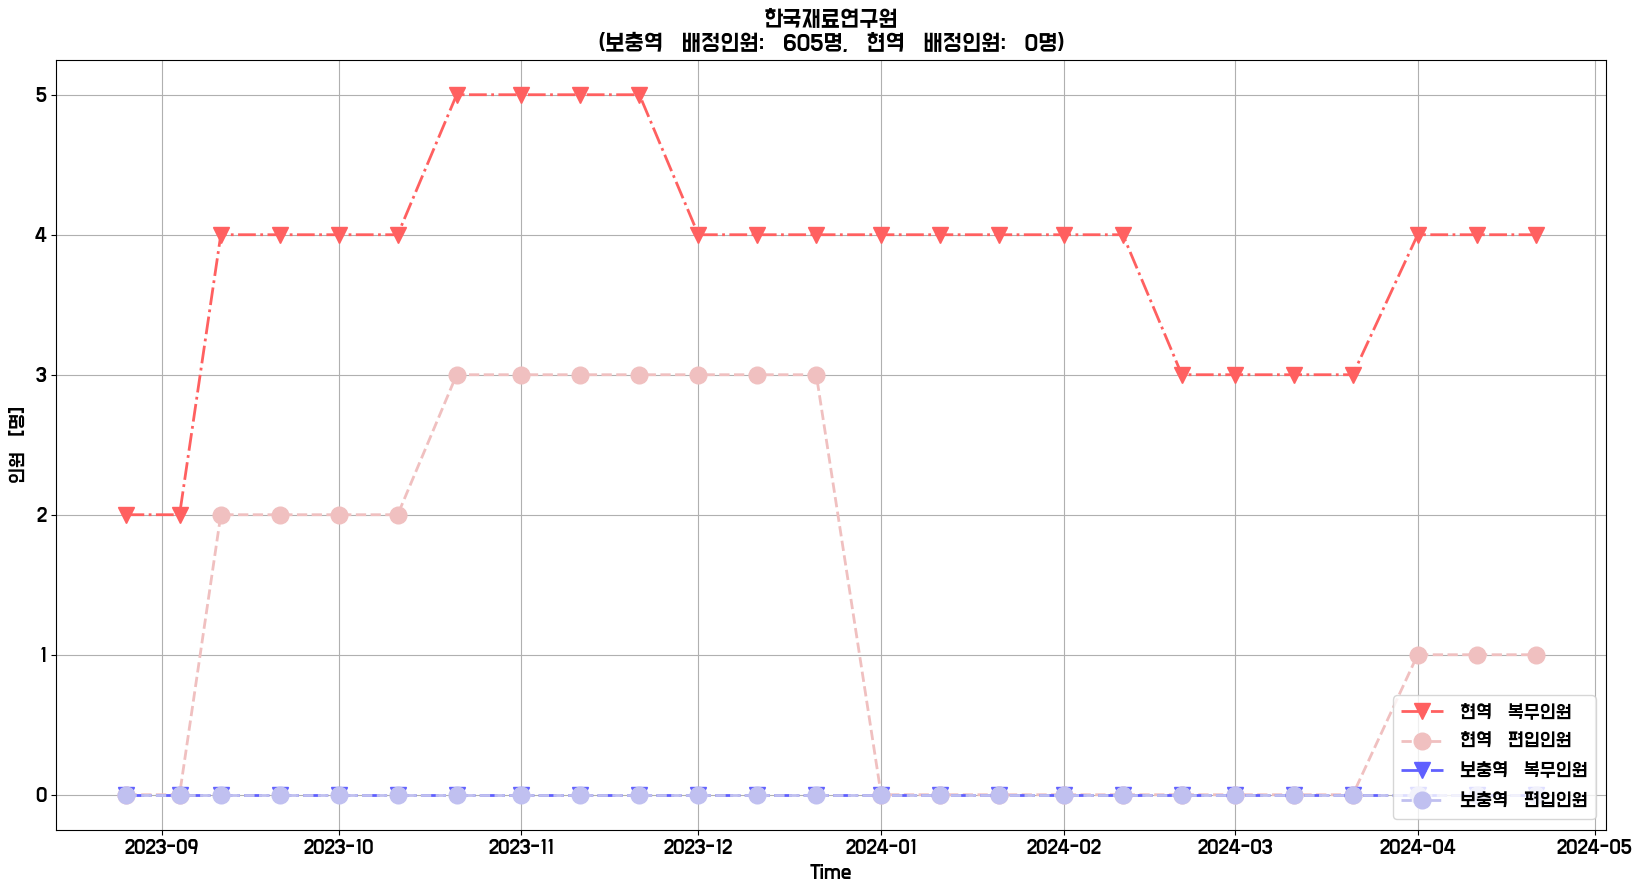 한국재료연구원
(보충역 배정인원: 605명, 현역 배정인원: 0명)
5
4
3
2
1
0
인원 [명]
2023-09 2023-10 2023-11 2023-12 2024-01 2024-02 2024-03 2024-04 2024-05
Time
현역 복무인원
현역 편입인원
보충역 복무인원
보충역 편입인원